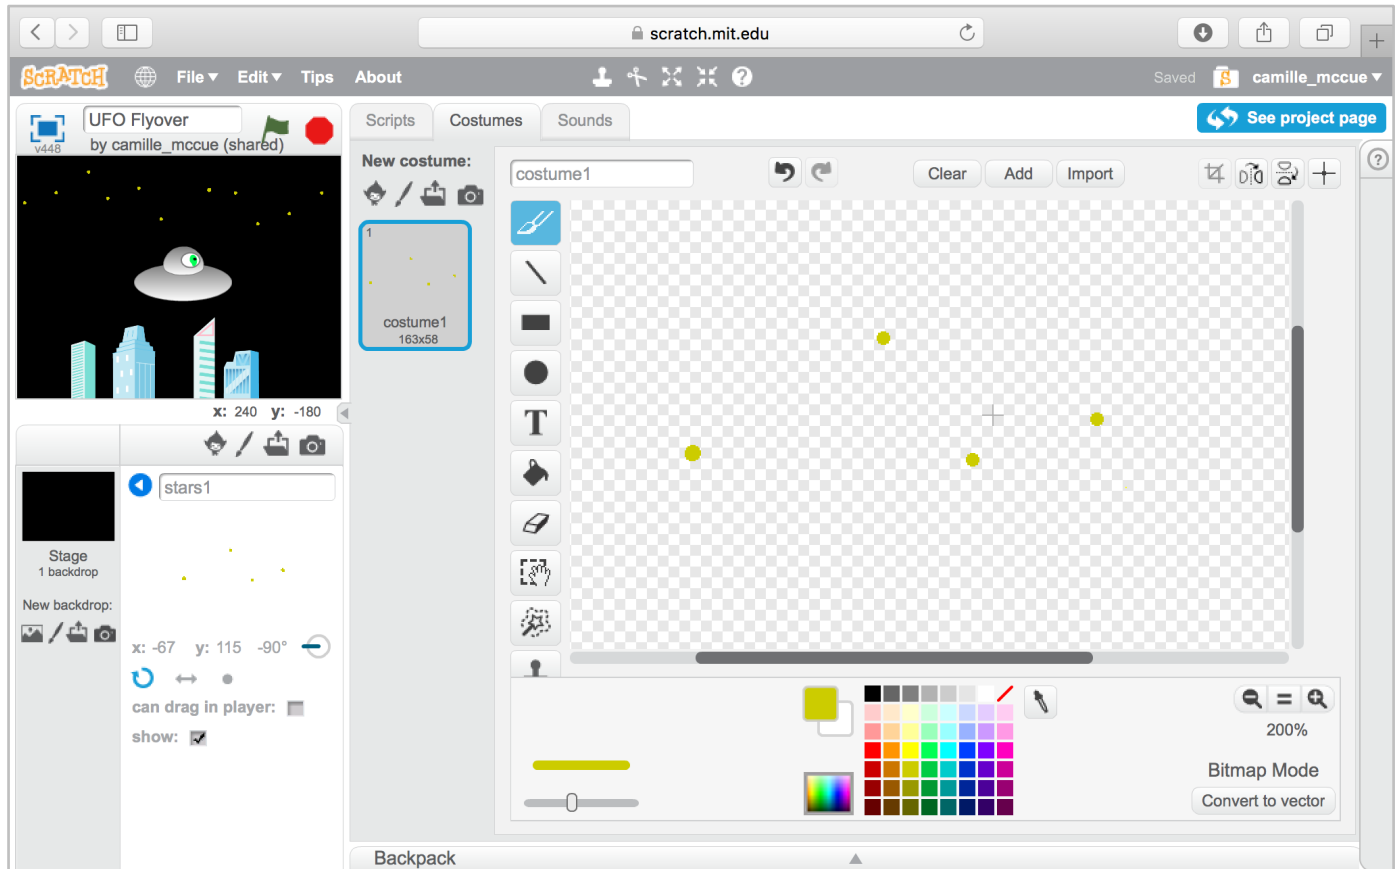 scratch.mit.edu
SCRATCH
File Edit Tips About
Saved
S
camille_mccue
v448
UFO Flyover
by camille_mccue (shared)
Scripts
Costumes
Sounds
See project page
?
New costume:
1
costume1
163x58
costume1
Clear
Add
Import
T
x: 240 y: -180
Stage
1 backdrop
New backdrop:
stars1
x: -67 y: 115 -90°
can drag in player:
show:
200%
Bitmap Mode
Convert to vector
Backpack